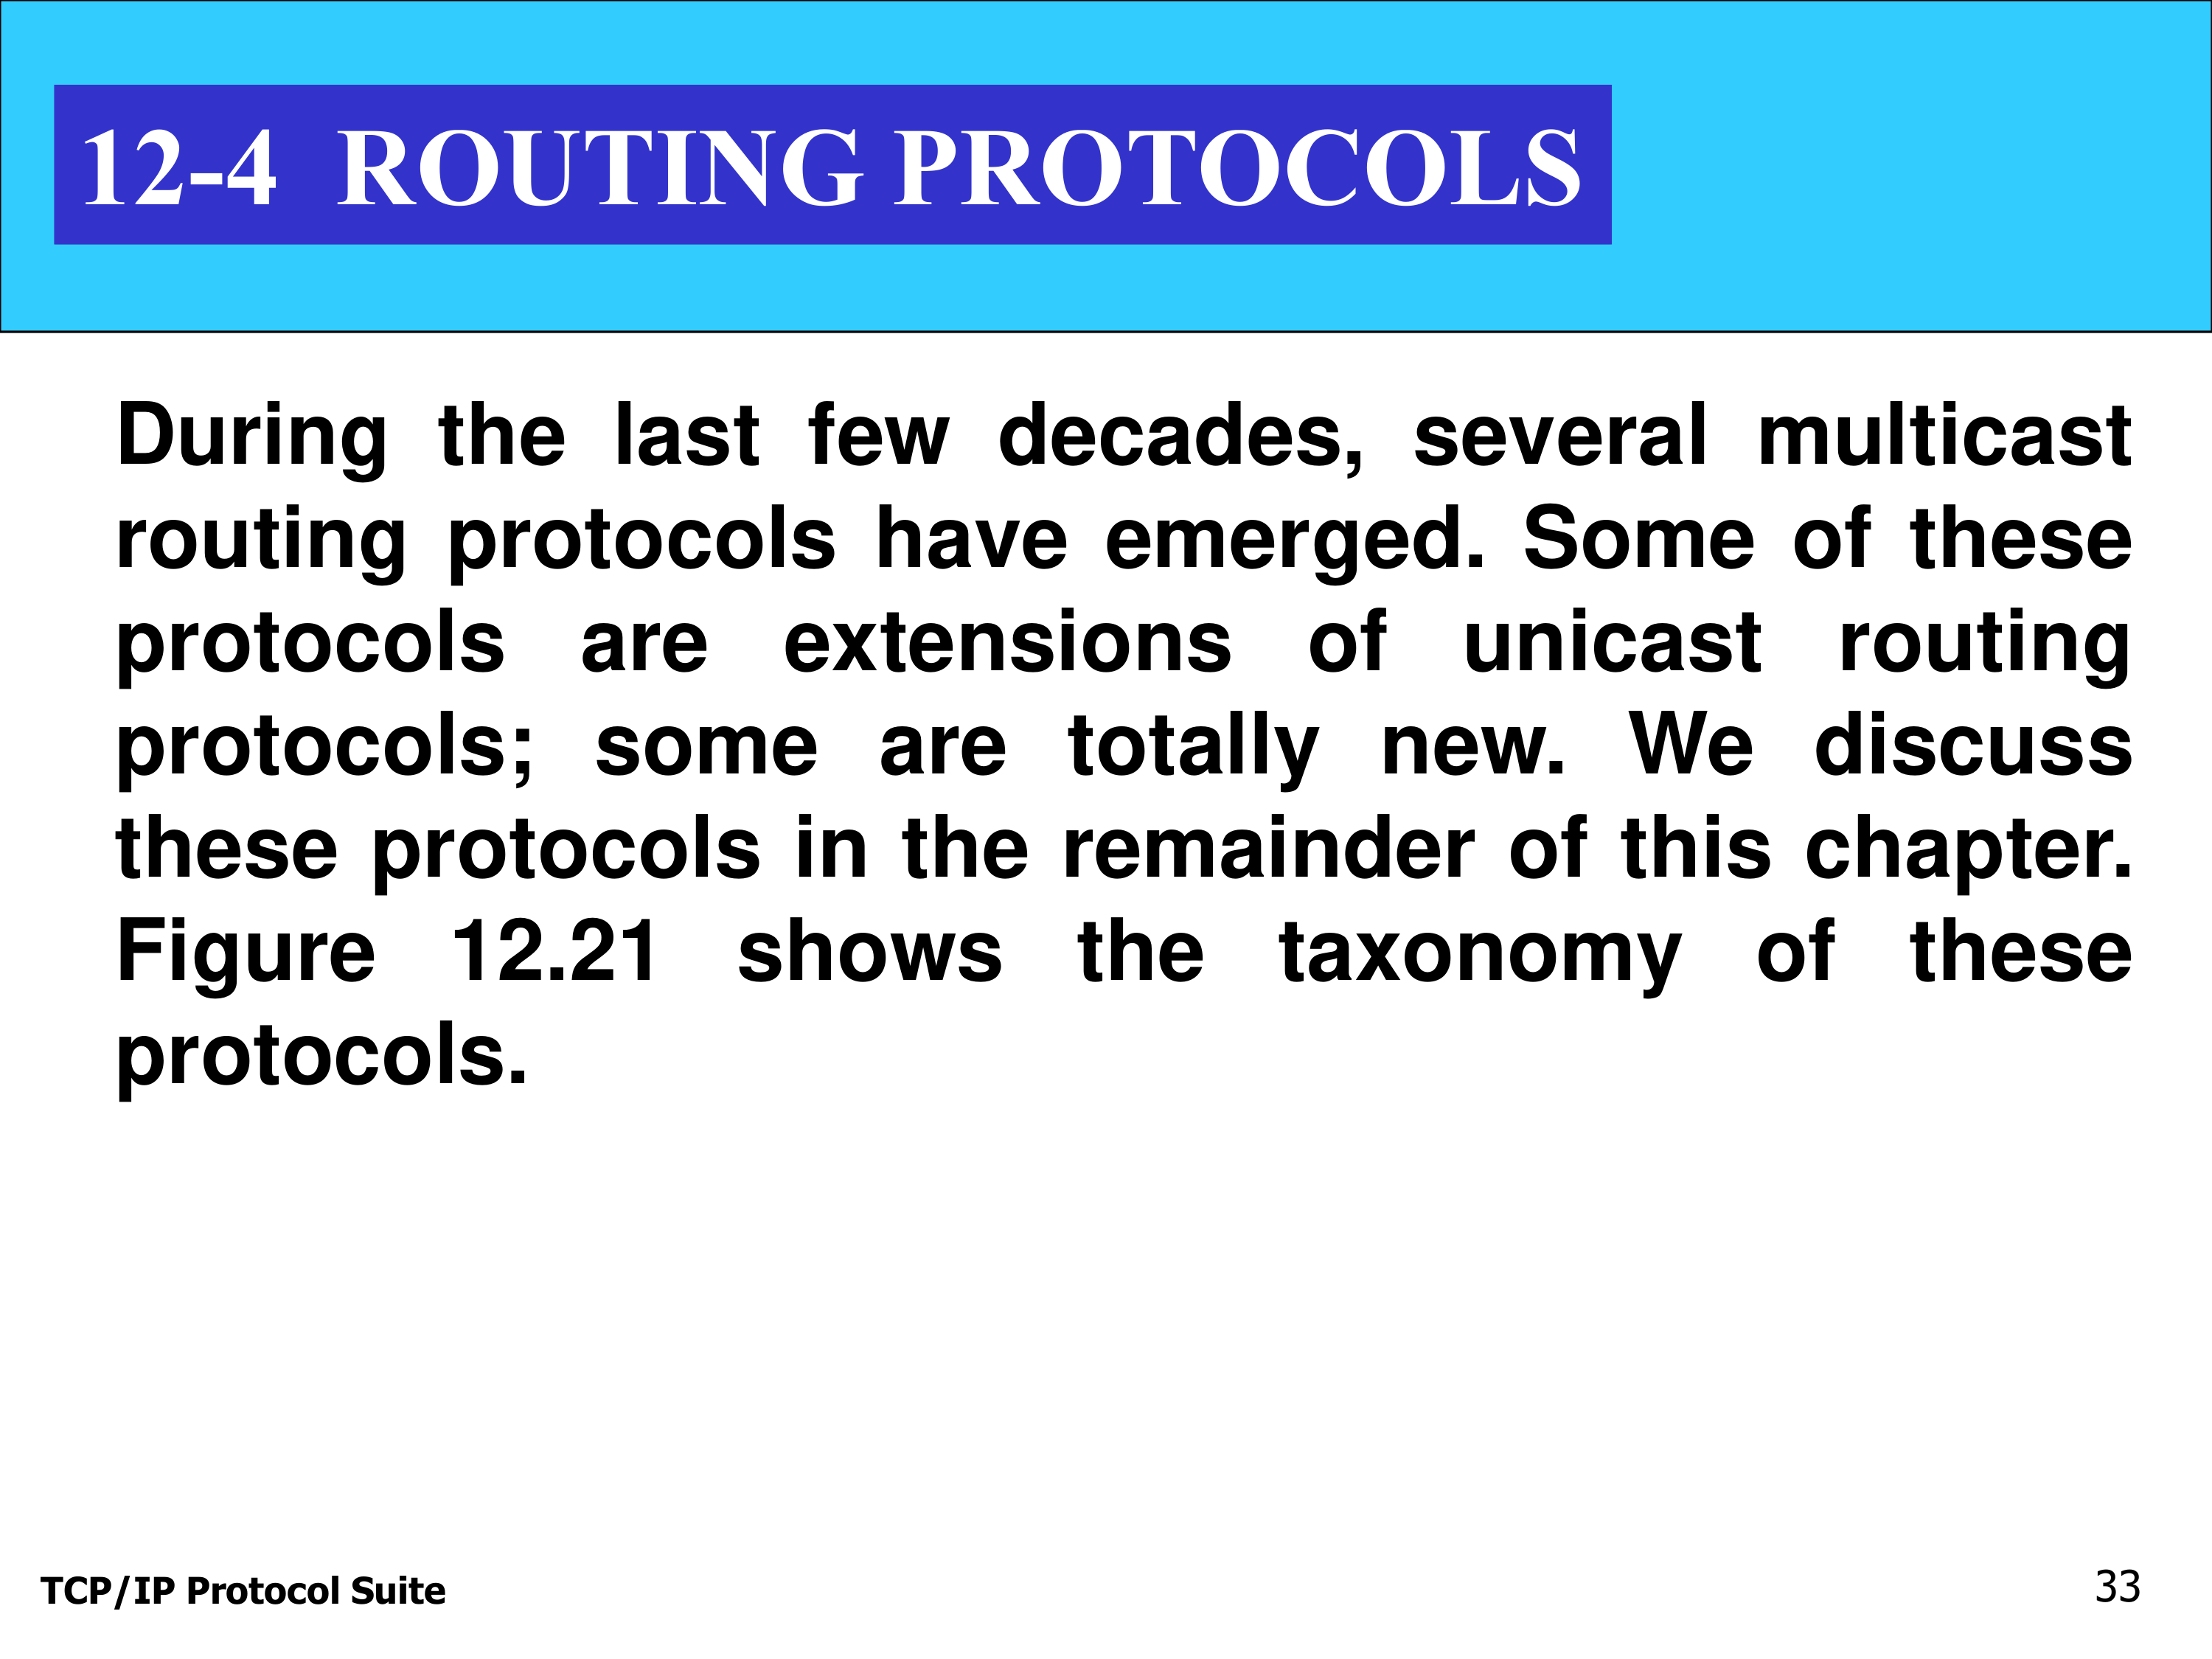 12-4 ROUTING PROTOCOLS
During the last few decades, several multicast
routing protocols have emerged. Some of these
protocols are extensions of unicast routing
protocols; some are totally new. We discuss
these protocols in the remainder of this chapter.
Figure 12.21 shows the taxonomy of these
protocols.
TCP/IP Protocol Suite
33